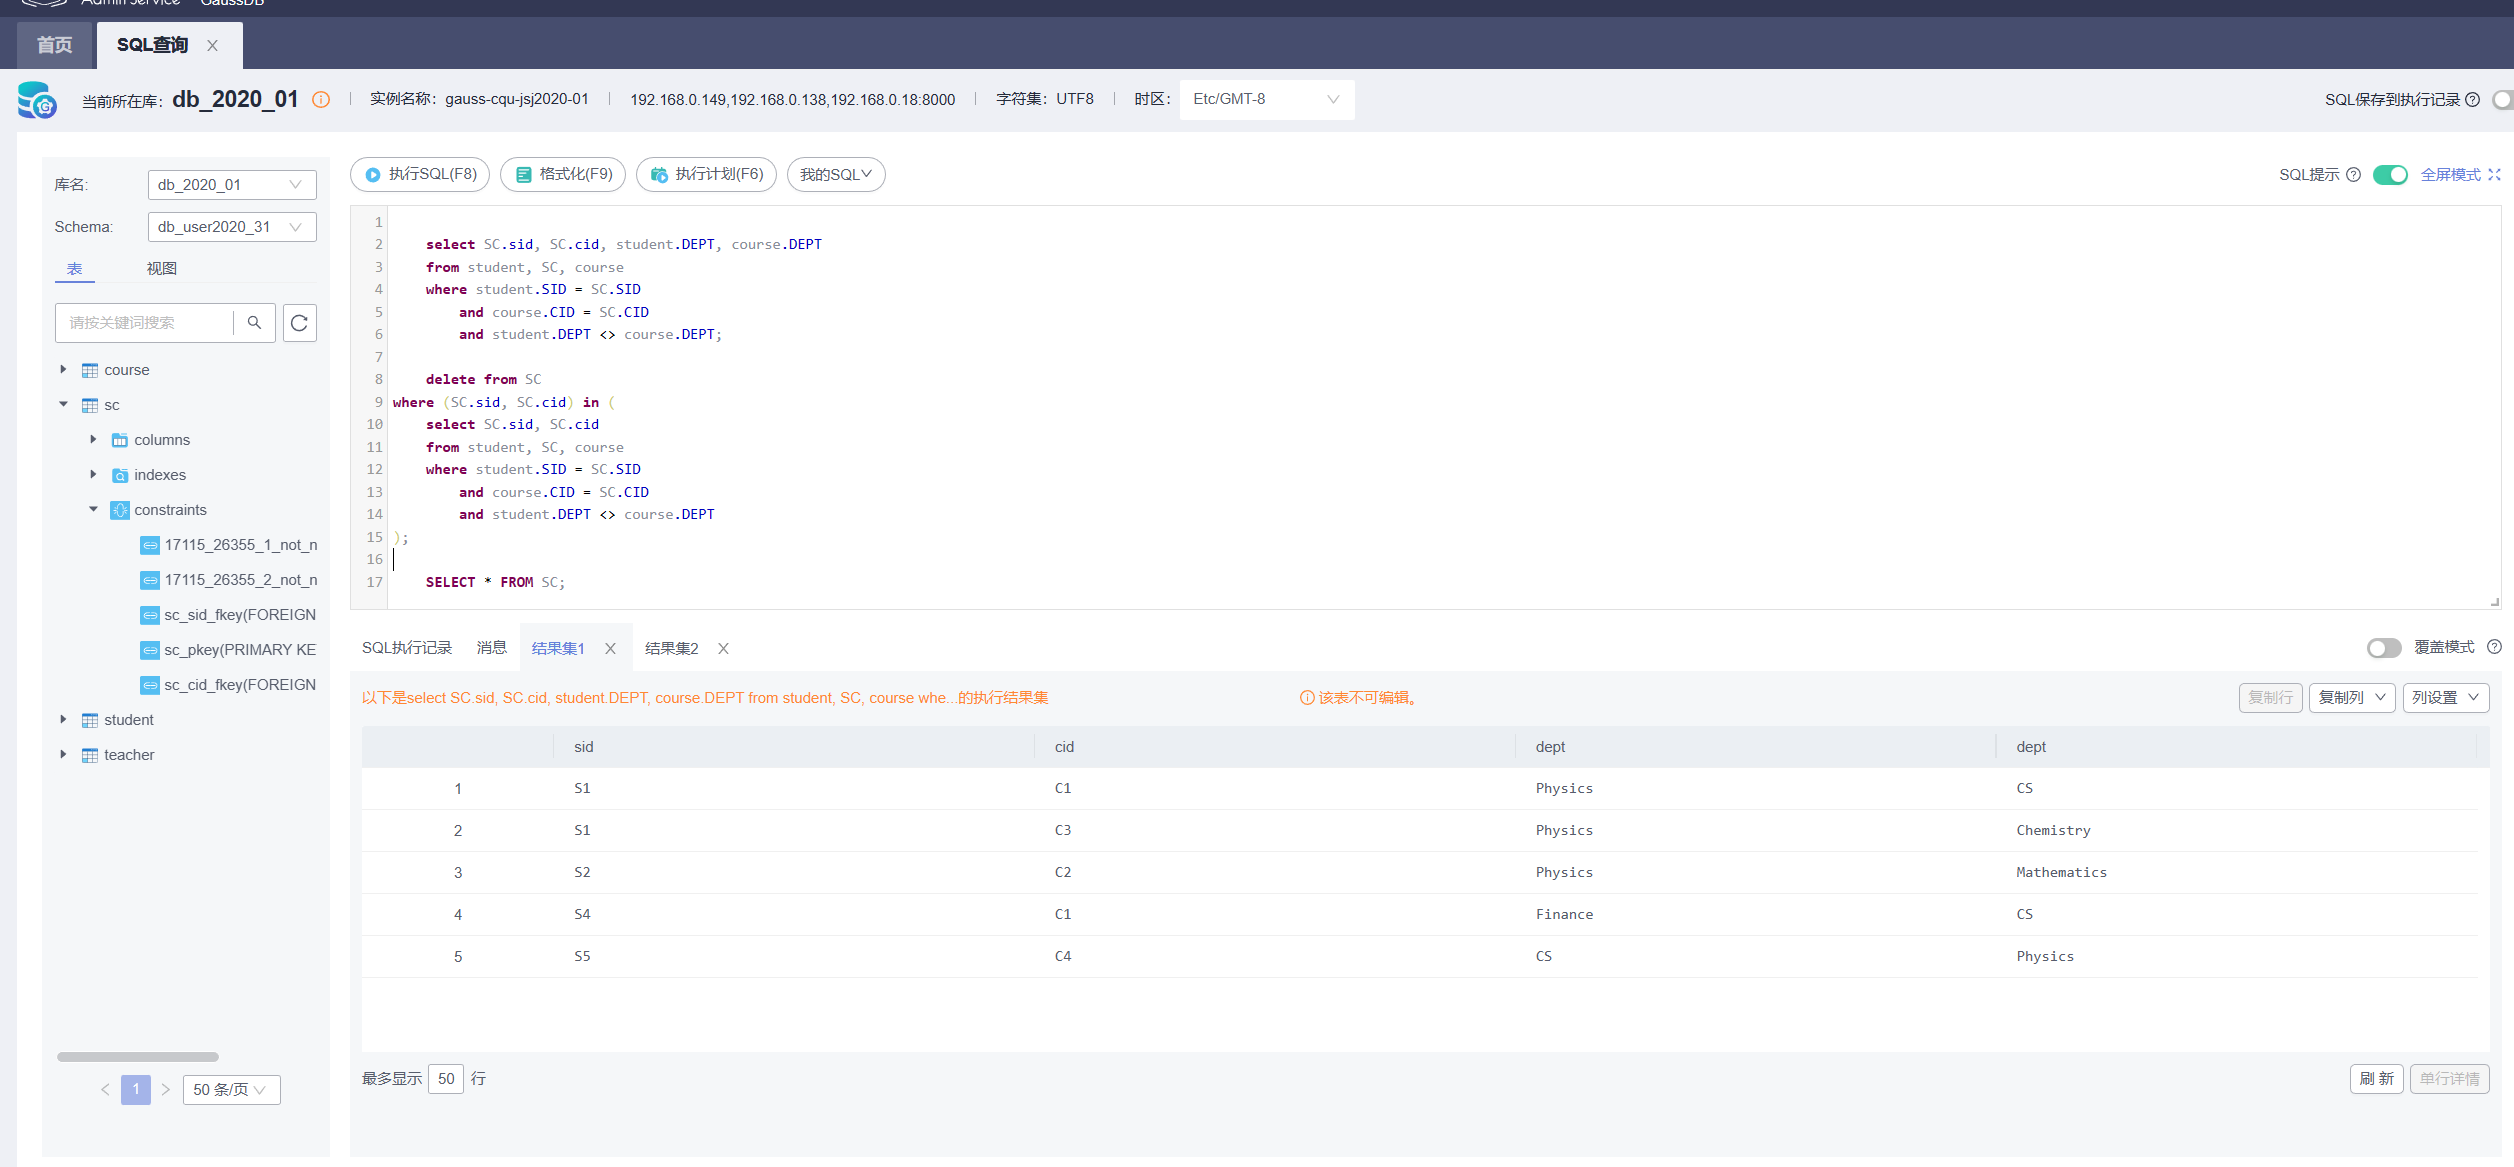 Admin Service GaussDB
首页 SQL查询
当前所在库: db_2020_01 实例名称: gauss-cqu-jsj2020-01 192.168.0.149,192.168.0.138,192.168.0.18:8000 字符集: UTF8 时区: Etc/GMT-8 SQL保存到执行记录
库名: db_2020_01
Schema: db_user2020_31
表 视图
请按关键词搜索
course
sc
columns
indexes
constraints
17115_26355_1_not_n
17115_26355_2_not_n
sc_sid_fkey(FOREIGN
sc_pkey(PRIMARY KE
sc_cid_fkey(FOREIGN
student
teacher
1 50 条/页
执行SQL(F8) 格式化(F9) 执行计划(F6) 我的SQL SQL提示 全屏模式
1
2 select SC.sid, SC.cid, student.DEPT, course.DEPT
3 from student, SC, course
4 where student.SID = SC.SID
5 and course.CID = SC.CID
6 and student.DEPT <> course.DEPT;
7
8 delete from SC
9 where (SC.sid, SC.cid) in (
10 select SC.sid, SC.cid
11 from student, SC, course
12 where student.SID = SC.SID
13 and course.CID = SC.CID
14 and student.DEPT <> course.DEPT
15 );
16
17 SELECT * FROM SC;
SQL执行记录 消息 结果集1 结果集2 覆盖模式
以下是select SC.sid, SC.cid, student.DEPT, course.DEPT from student, SC, course whe...的执行结果集 该表不可编辑。 复制行 复制列 列设置
sid cid dept dept
1 S1 C1 Physics CS
2 S1 C3 Physics Chemistry
3 S2 C2 Physics Mathematics
4 S4 C1 Finance CS
5 S5 C4 CS Physics
最多显示 50 行 刷 新 单行详情